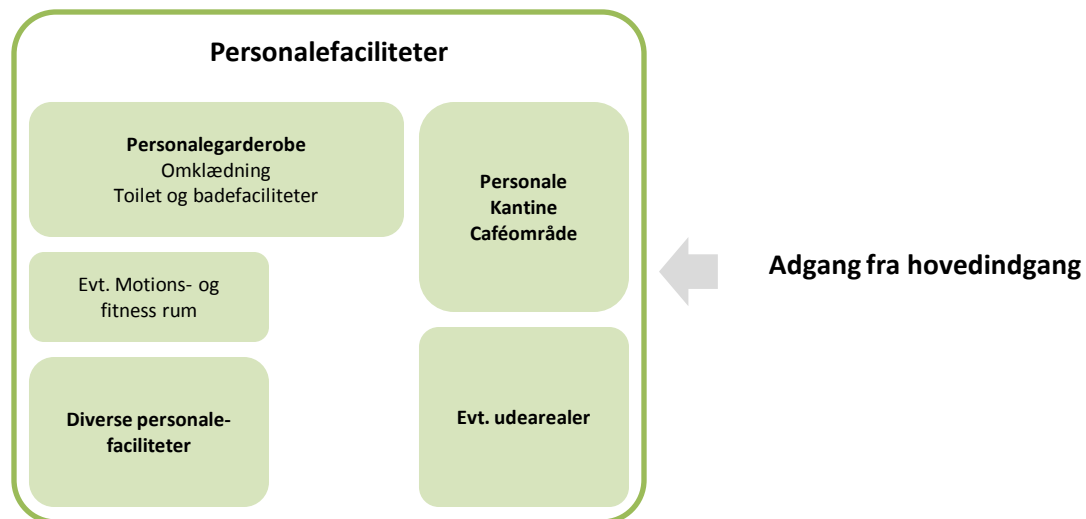 Personalefaciliteter
Personalegarderobe
Omklædning
Toilet og badefaciliteter
Personale
Kantine
Caféområde
Adgang fra hovedindgang
Evt. Motions- og
fitness rum
Diverse personale-
faciliteter
Evt. udearealer